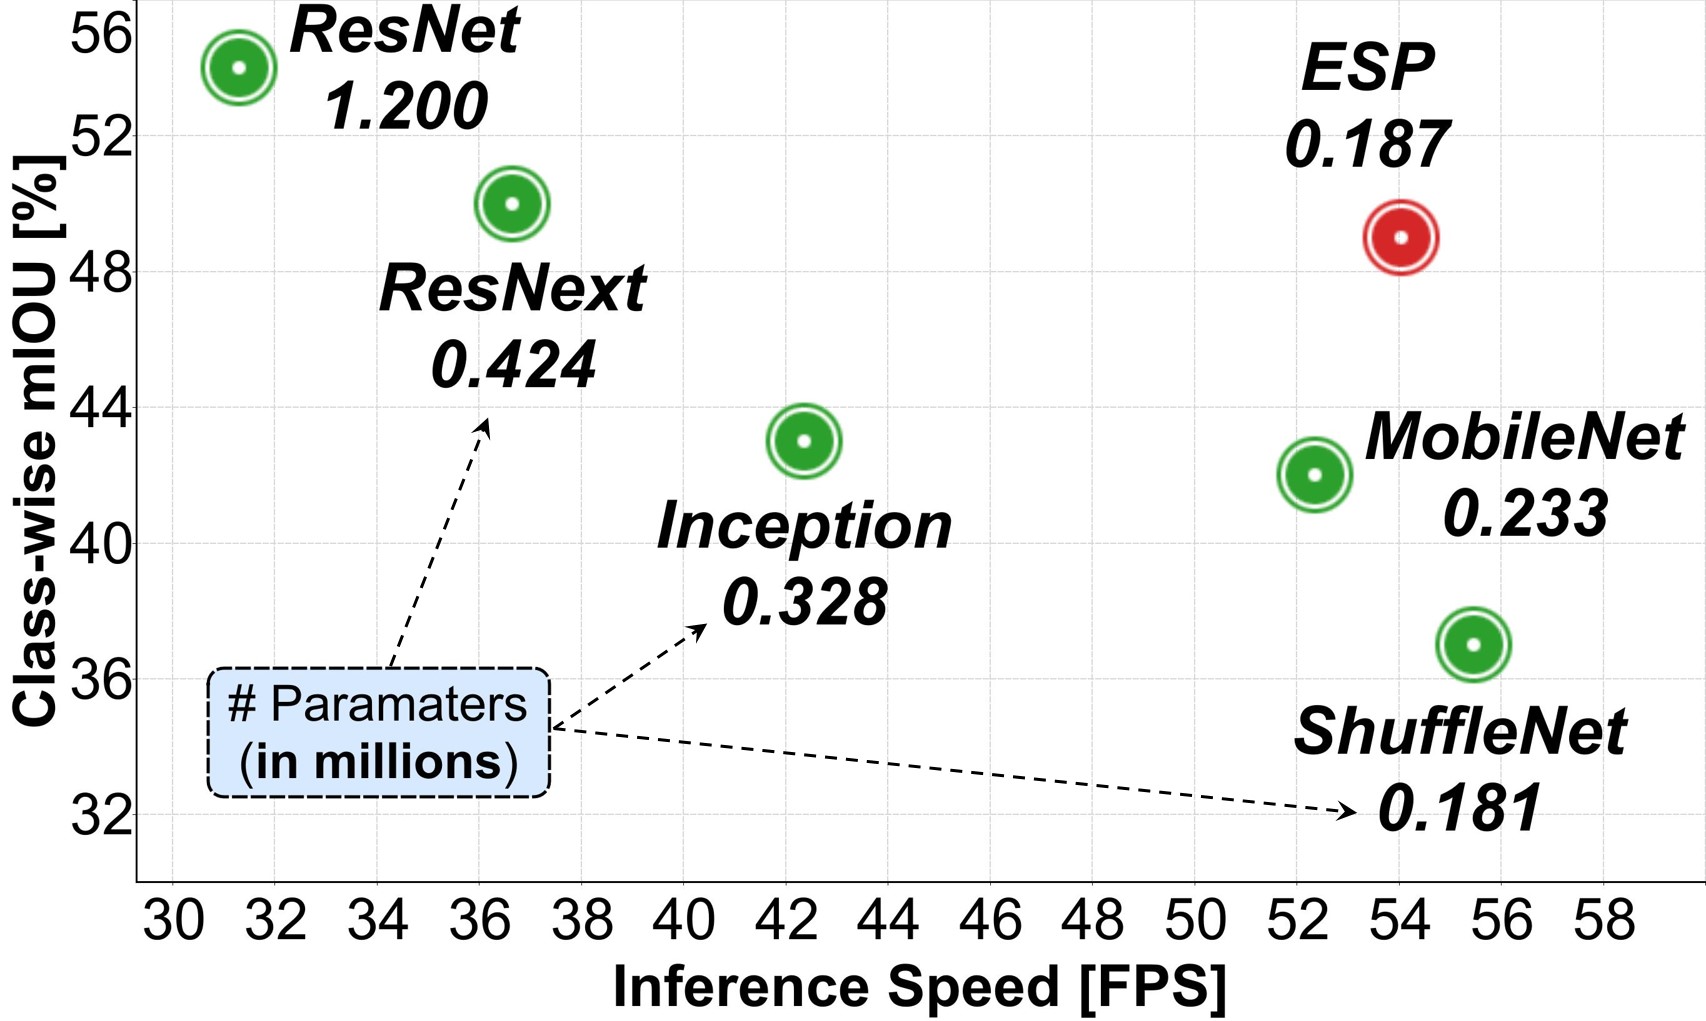 56
52
48
44
40
36
32
Class-wise mIOU [%]
ResNet
1.200
ESP
0.187
ResNext
0.424
MobileNet
0.233
Inception
0.328
ShuffleNet
0.181
# Paramaters
(in millions)
30 32 34 36 38 40 42 44 46 48 50 52 54 56 58
Inference Speed [FPS]